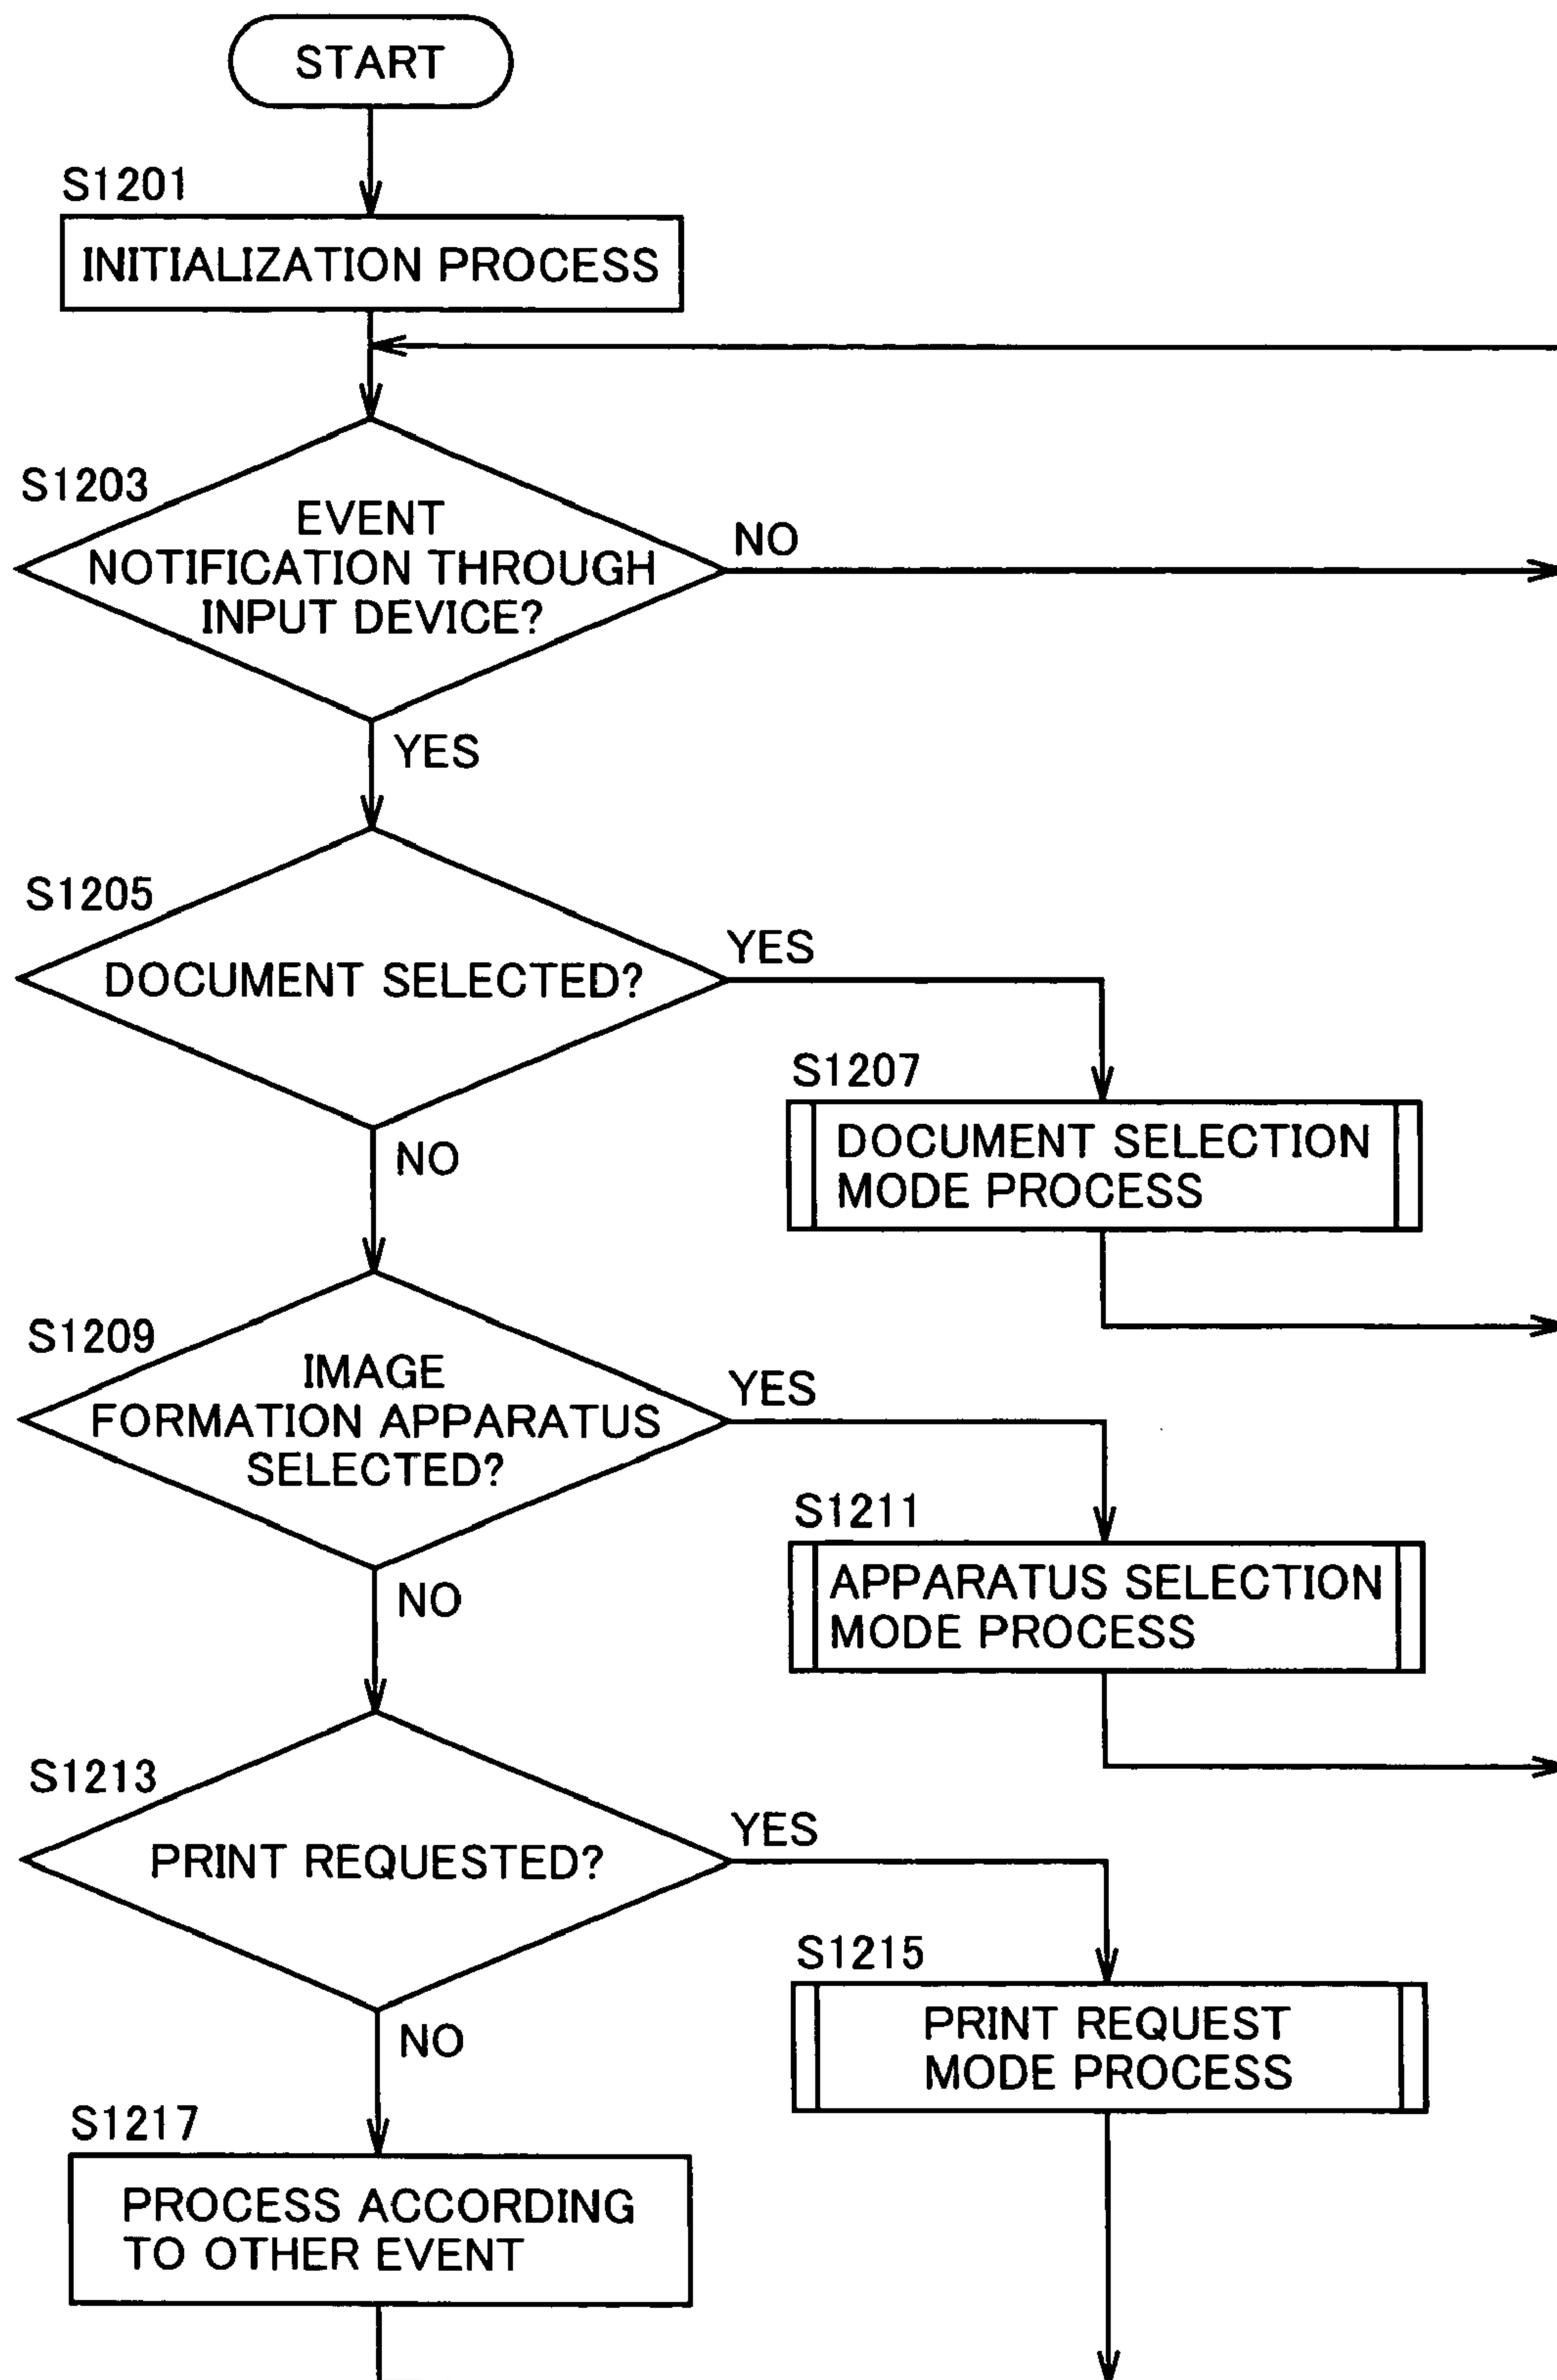 START
S1201
INITIALIZATION PROCESS
S1203
EVENT
NOTIFICATION THROUGH
INPUT DEVICE?
NO
YES
S1205
DOCUMENT SELECTED?
YES
S1207
DOCUMENT SELECTION
MODE PROCESS
NO
S1209
IMAGE
FORMATION APPARATUS
SELECTED?
YES
S1211
APPARATUS SELECTION
MODE PROCESS
NO
S1213
PRINT REQUESTED?
YES
S1215
PRINT REQUEST
MODE PROCESS
NO
S1217
PROCESS ACCORDING
TO OTHER EVENT